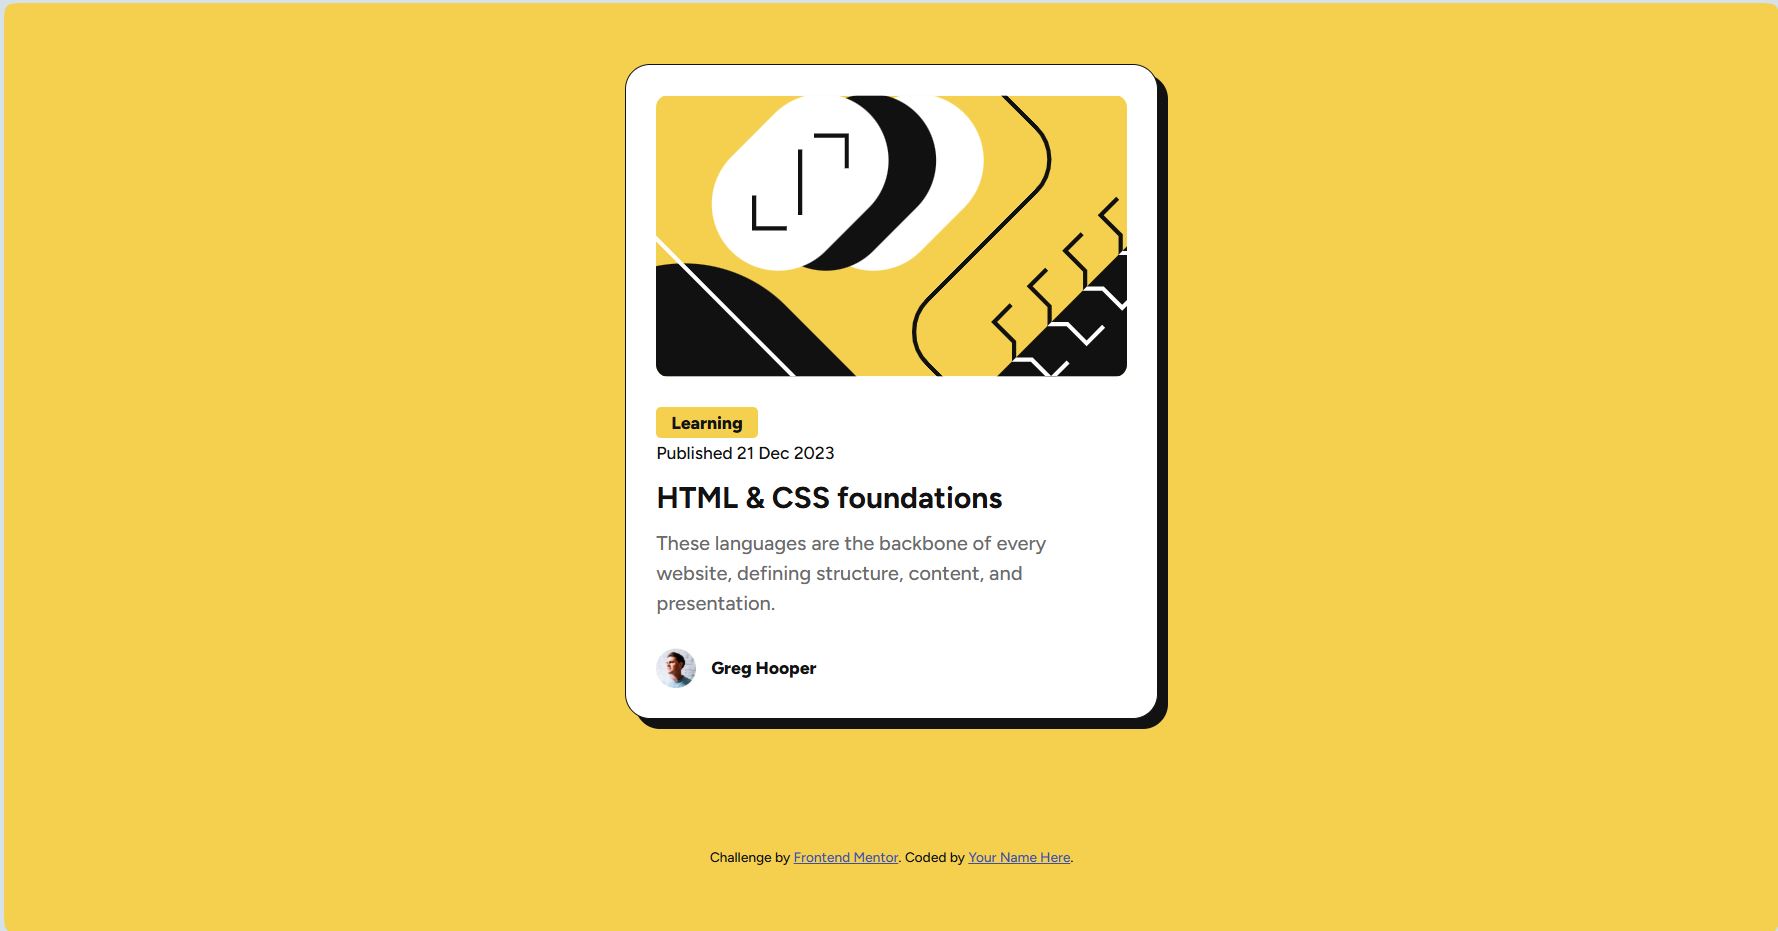 Learning
Published 21 Dec 2023
HTML & CSS foundations
These languages are the backbone of every
website, defining structure, content, and
presentation.
Greg Hooper
Challenge by Frontend Mentor. Coded by Your Name Here.